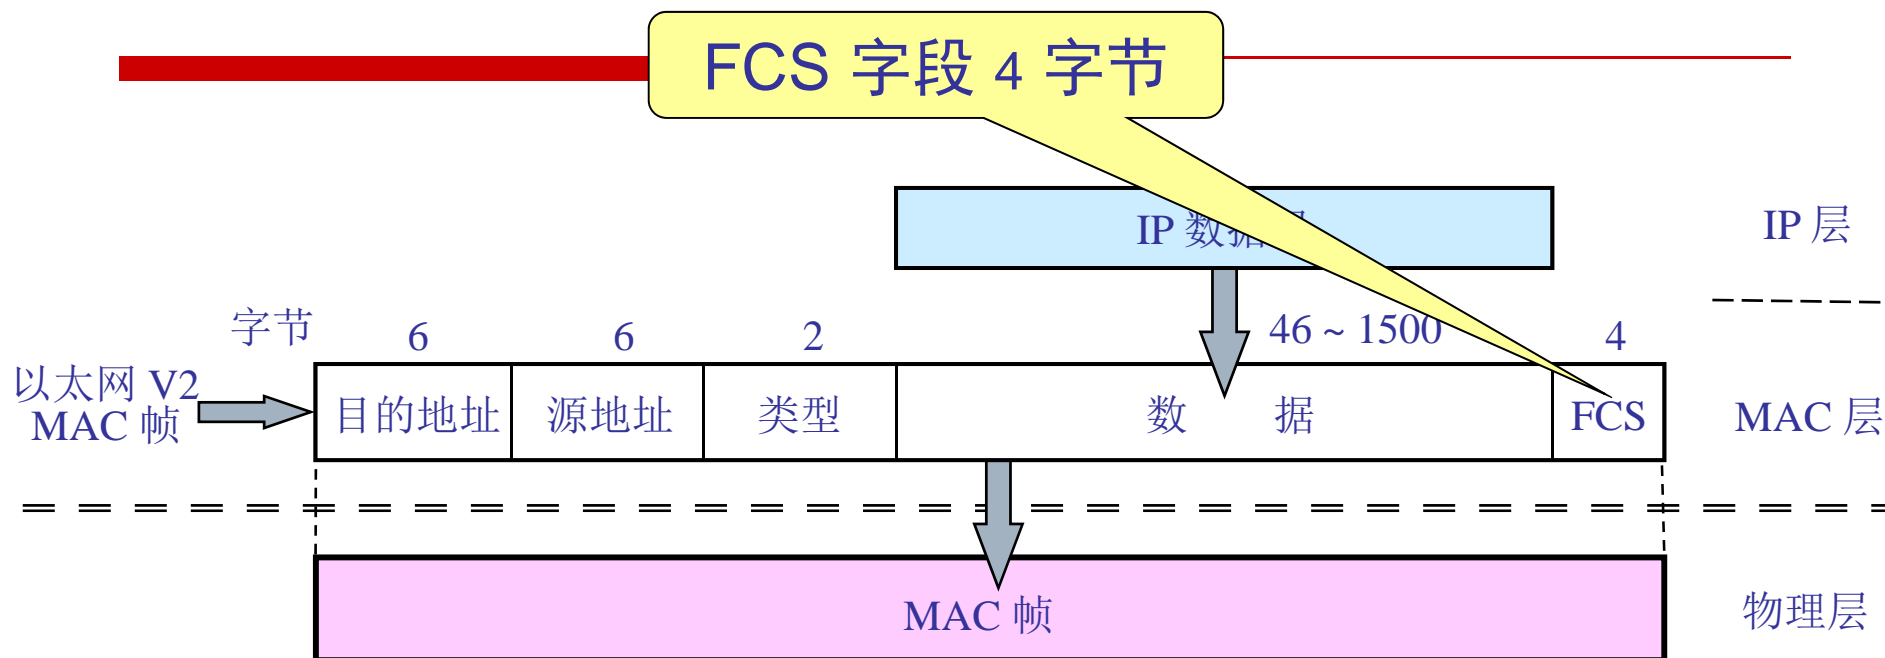 FCS 字段 4 字节
IP 数
IP 层
字节
6
6
2
46 ~ 1500
4
以太网 V2
MAC 帧
目的地址
源地址
类型
数 据
FCS
MAC 层
MAC 帧
物理层